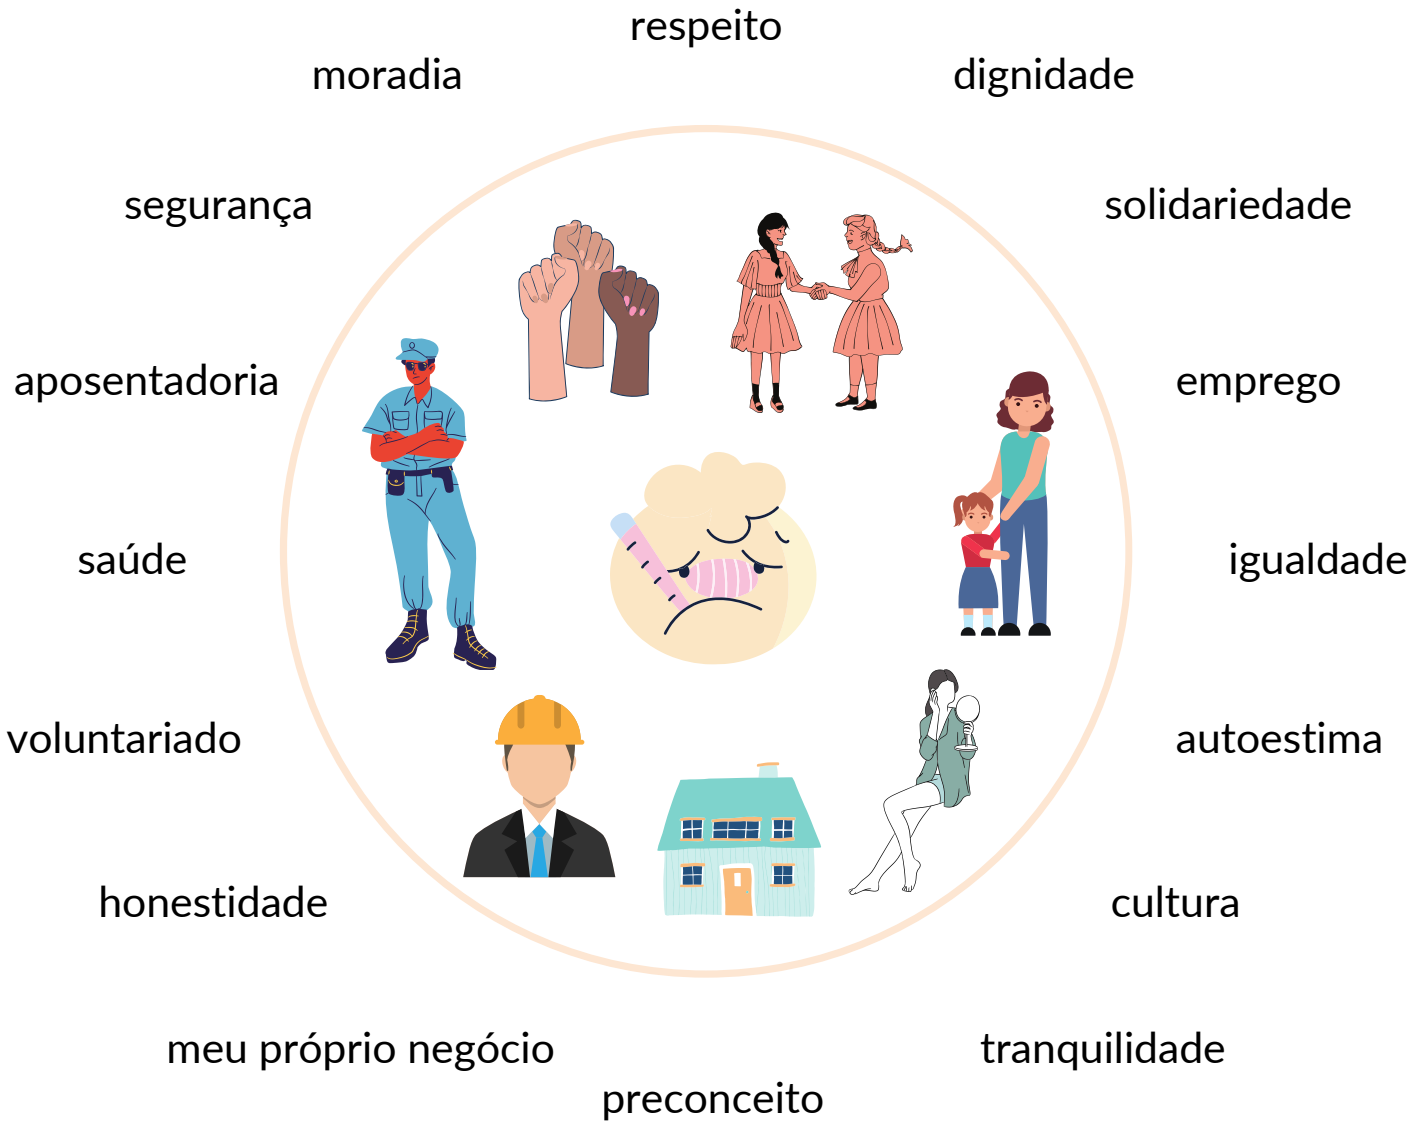 respeito
moradia
dignidade
segurança
solidariedade
aposentadoria
emprego
saúde
igualdade
voluntariado
autoestima
honestidade
cultura
meu próprio negócio
tranquilidade
preconceito